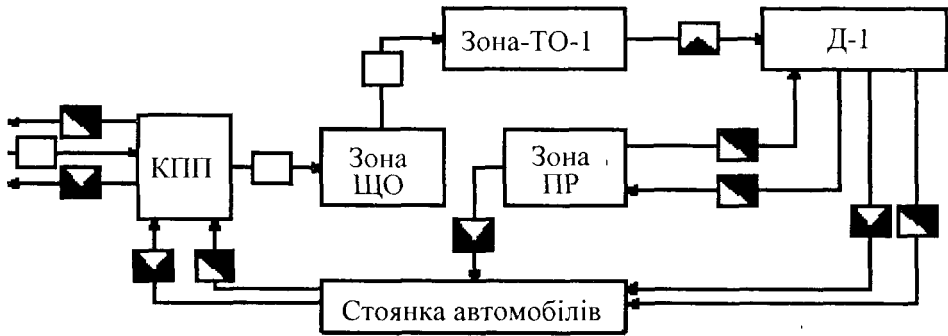 Зона-ТО-1
Д-1
КПП
Зона
ЩО
Зона
ПР
Стоянка автомобілів